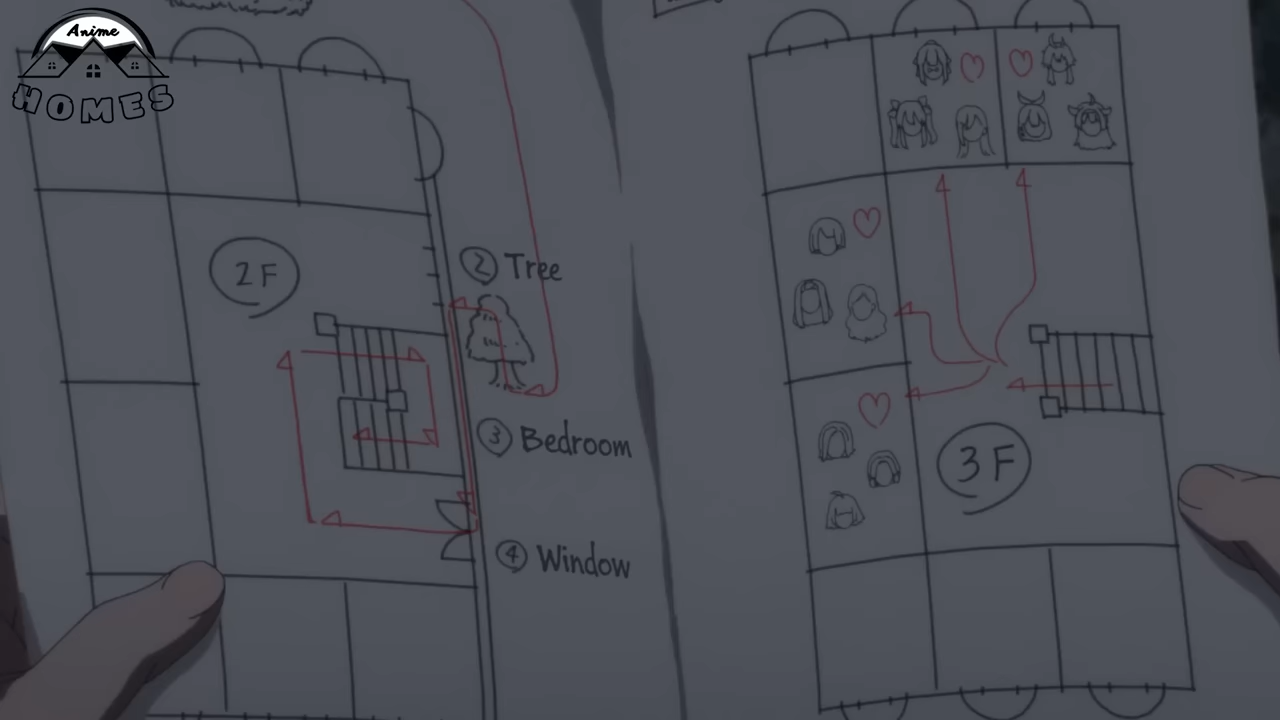 Anime
HOMES
2F
② Tree
③ Bedroom
④ Window
3F